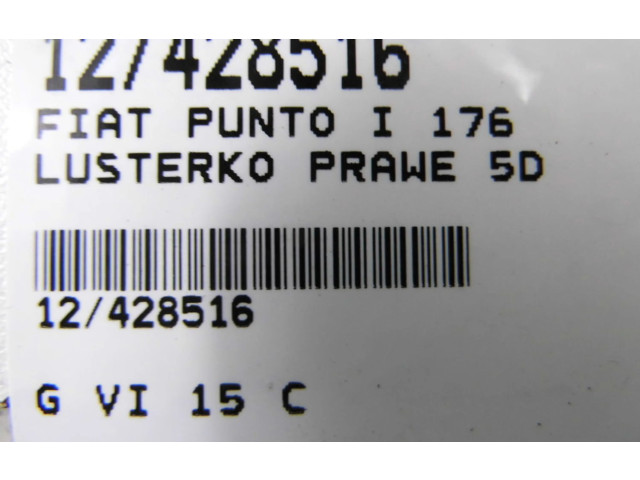 12/428516
FIAT PUNTO I 176
LUSTERKO PRAWE 5D
12/428516
G VI 15 C